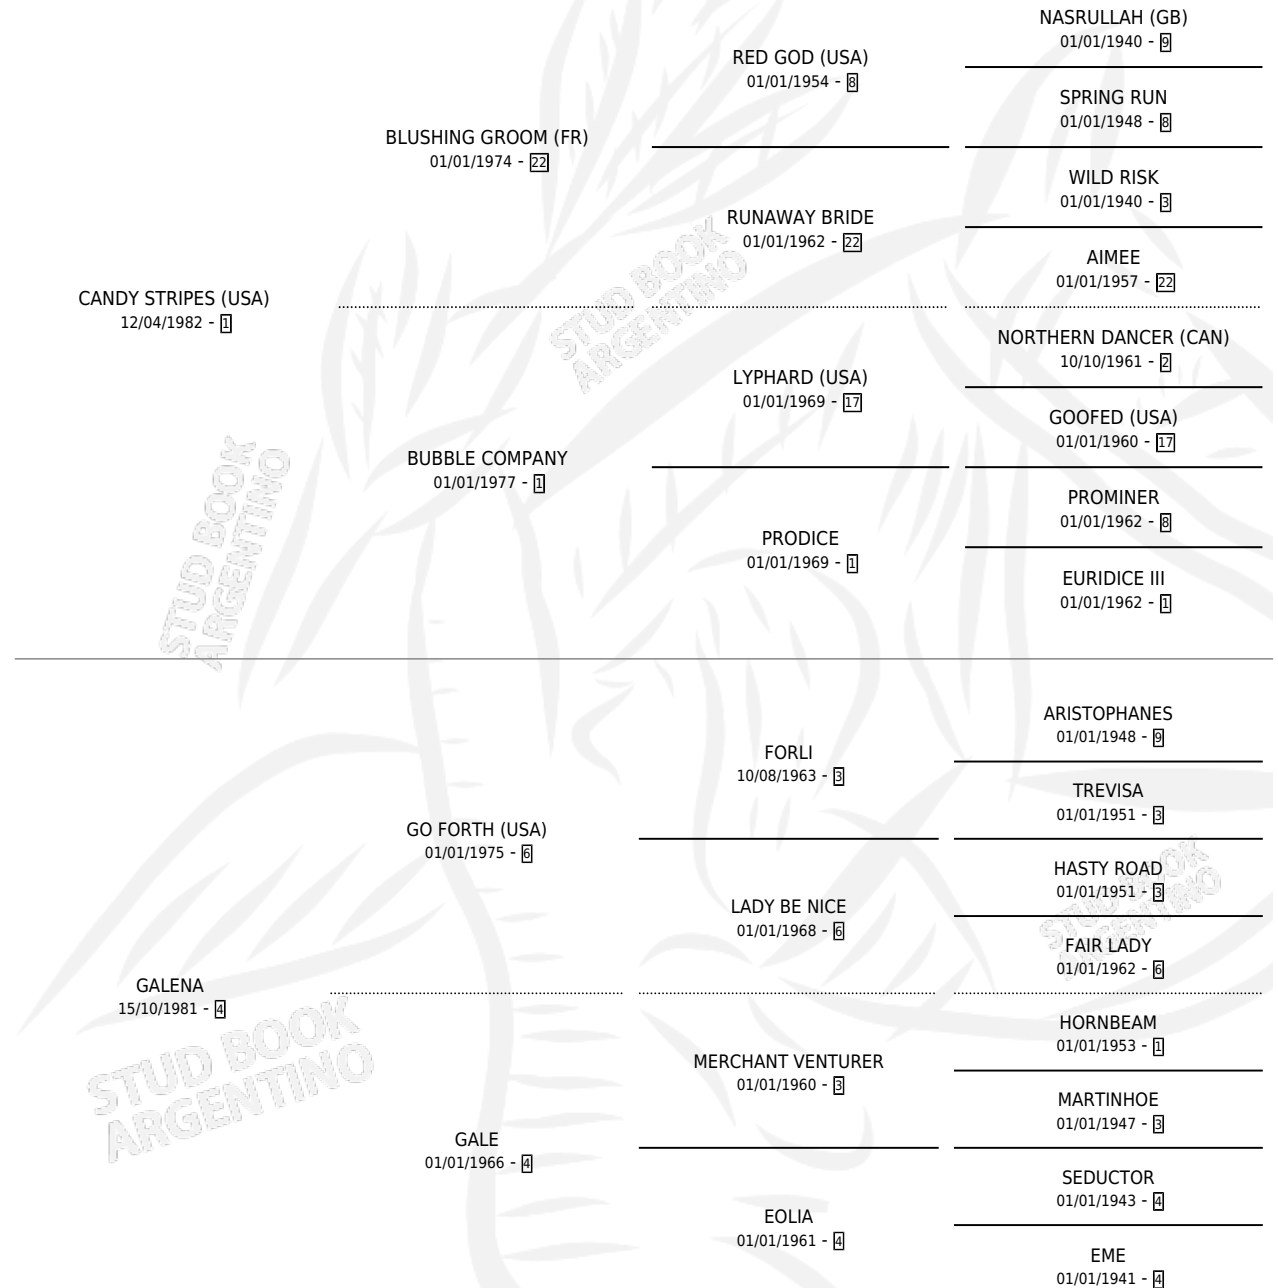 NASRULLAH (GB)
01/01/1940 - 9
RED GOD (USA)
01/01/1954 - 8
SPRING RUN
01/01/1948 - 8
BLUSHING GROOM (FR)
01/01/1974 - 22
WILD RISK
01/01/1940 - 3
RUNAWAY BRIDE
01/01/1962 - 22
AIMEE
01/01/1957 - 22
CANDY STRIPES (USA)
12/04/1982 - 1
NORTHERN DANCER (CAN)
10/10/1961 - 2
LYPHARD (USA)
01/01/1969 - 17
GOOFED (USA)
01/01/1960 - 17
BUBBLE COMPANY
01/01/1977 - 1
PROMINER
01/01/1962 - 8
PRODICE
01/01/1969 - 1
EURIDICE III
01/01/1962 - 1
ARISTOPHANES
01/01/1948 - 9
FORLI
10/08/1963 - 3
TREVISA
01/01/1951 - 3
GO FORTH (USA)
01/01/1975 - 6
HASTY ROAD
01/01/1951 - 3
LADY BE NICE
01/01/1968 - 6
FAIR LADY
01/01/1962 - 6
GALENA
15/10/1981 - 4
HORNBEAM
01/01/1953 - 1
MERCHANT VENTURER
01/01/1960 - 3
MARTINHOE
01/01/1947 - 3
GALE
01/01/1966 - 4
SEDUCTOR
01/01/1943 - 4
EOLIA
01/01/1961 - 4
EME
01/01/1941 - 4
STUD BOOK
ARGENTINO
STUD BOOK
ARGENTINO
STUD BOOK
ARGENTINO
STUD BOOK
ARGENTINO